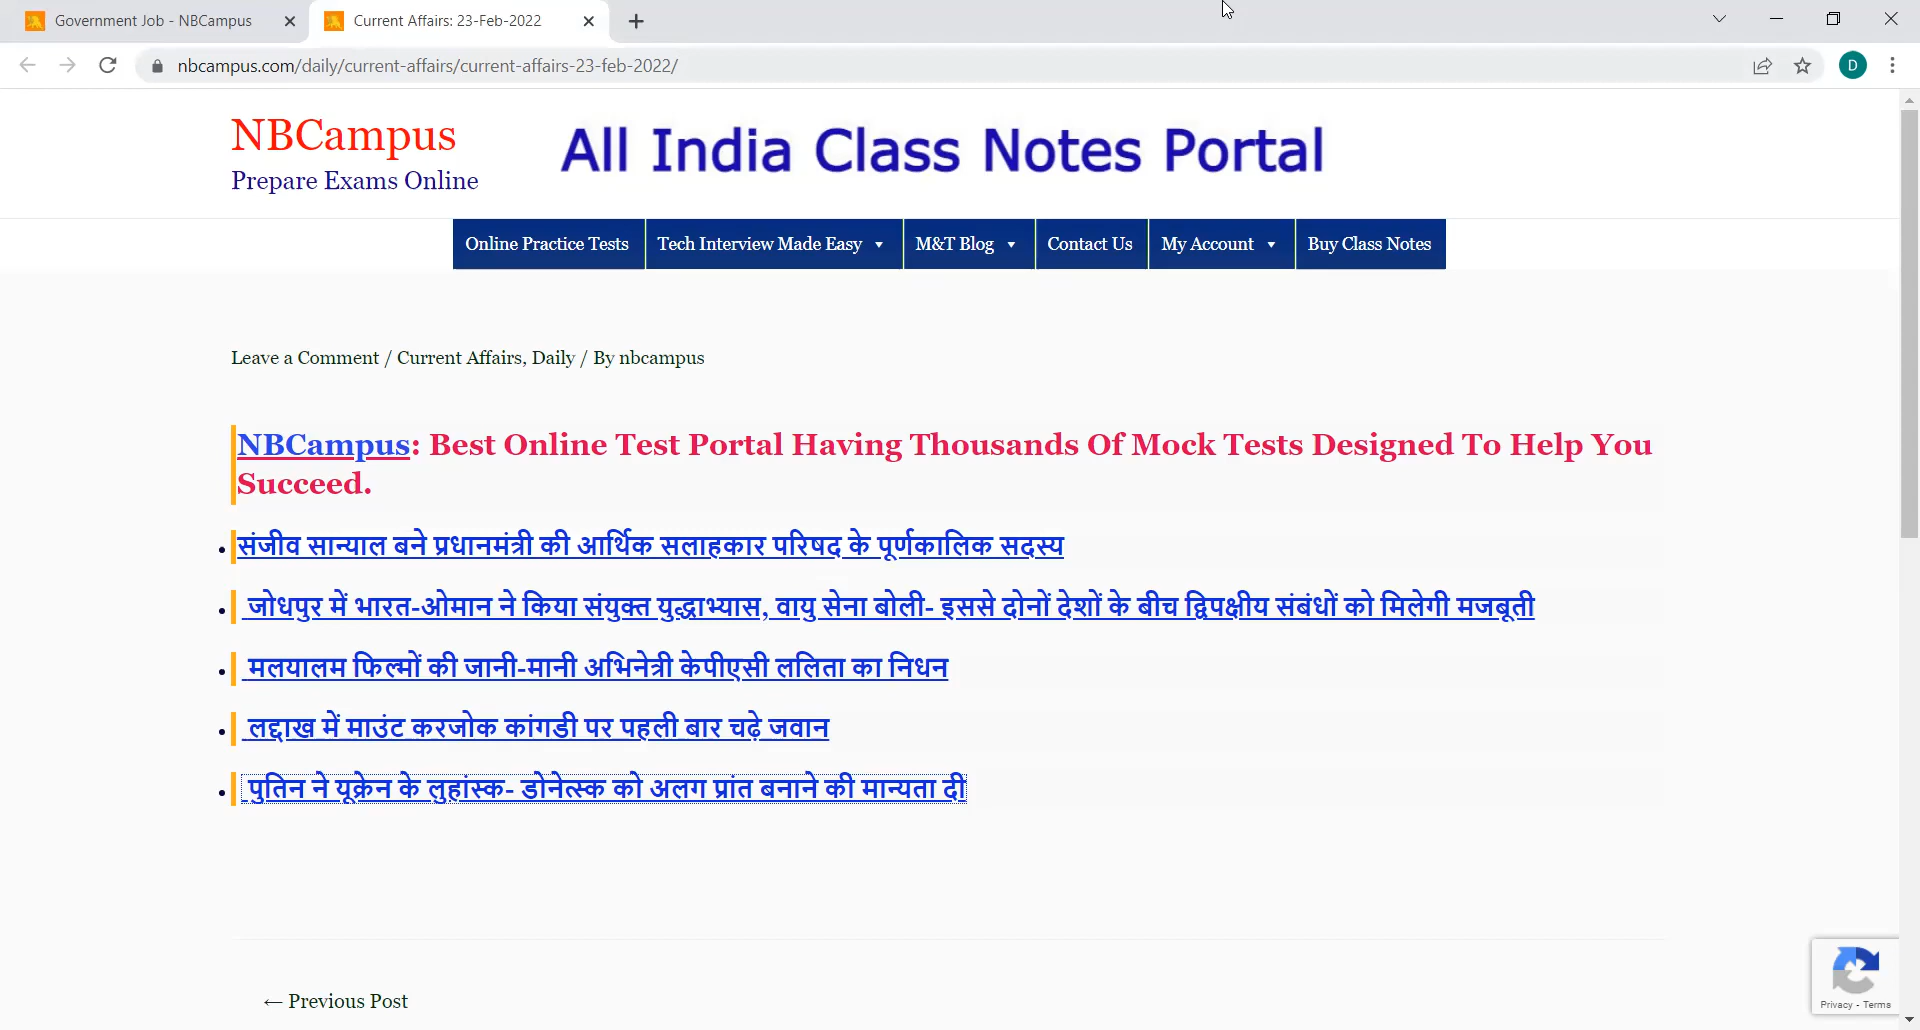 Government Job - NBCampus
Current Affairs: 23-Feb-2022
nbcampus.com/daily/current-affairs/current-affairs-23-feb-2022/
D
NBCampus
Prepare Exams Online
All India Class Notes Portal
Online Practice Tests
Tech Interview Made Easy
M&T Blog
Contact Us
My Account
Buy Class Notes
Leave a Comment / Current Affairs, Daily / By nbcampus
NBCampus: Best Online Test Portal Having Thousands Of Mock Tests Designed To Help You
Succeed.
संजीव सान्याल बने प्रधानमंत्री की आर्थिक सलाहकार परिषद के पूर्णकालिक सदस्य
जोधपुर में भारत-ओमान ने किया संयुक्त युद्धाभ्यास, वायु सेना बोली- इससे दोनों देशों के बीच द्विपक्षीय संबंधों को मिलेगी मजबूती
मलयालम फिल्मों की जानी-मानी अभिनेत्री केपीएसी ललिता का निधन
लद्दाख में माउंट करजोक कांगडी पर पहली बार चढ़े जवान
पुतिन ने यूक्रेन के लुहांस्क- डोनेत्स्क को अलग प्रांत बनाने की मान्यता दी
← Previous Post
Privacy - Terms